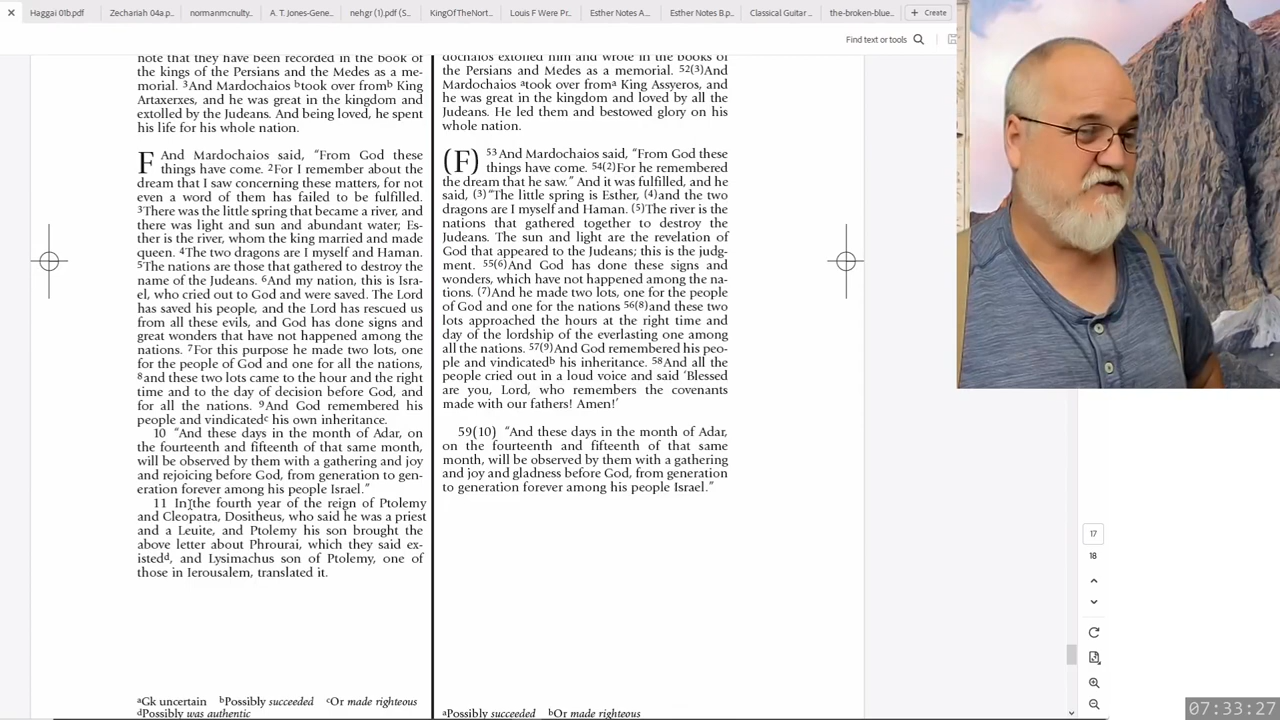 Haggai 01b.pdf
Zechariah 04a.p...
normanmcnulty...
A. T. Jones-Gene...
nehgr (1).pdf (S...
KingOfTheNort...
Louis F Were Pr...
Esther Notes A....
Esther Notes B.p...
Classical Guitar ...
the-broken-blue...
+ Create
Find text or tools
note that they have been recorded in the book of
the kings of the Persians and the Medes as a me-
morial. 3And Mardochaios btook over fromb King
Artaxerxes, and he was great in the kingdom and
extolled by the Judeans. And being loved, he spent
his life for his whole nation.
F And Mardochaios said, “From God these
things have come. 2For I remember about the
dream that I saw concerning these matters, for not
even a word of them has failed to be fulfilled.
3There was the little spring that became a river, and
there was light and sun and abundant water; Es-
ther is the river, whom the king married and made
queen. 4The two dragons are I myself and Haman.
5The nations are those that gathered to destroy the
name of the Judeans. 6And my nation, this is Isra-
el, who cried out to God and were saved. The Lord
has saved his people, and the Lord has rescued us
from all these evils, and God has done signs and
great wonders that have not happened among the
nations. 7For this purpose he made two lots, one
for the people of God and one for all the nations,
8and these two lots came to the hour and the right
time and to the day of decision before God, and
for all the nations. 9And God remembered his
people and vindicatedc his own inheritance.
10 “And these days in the month of Adar, on
the fourteenth and fifteenth of that same month,
will be observed by them with a gathering and joy
and rejoicing before God, from generation to gen-
eration forever among his people Israel.”
11 In the fourth year of the reign of Ptolemy
and Cleopatra, Dositheus, who said he was a priest
and a Leuite, and Ptolemy his son brought the
above letter about Phrourai, which they said ex-
istedd, and Lysimachus son of Ptolemy, one of
those in Ierousalem, translated it.
aGk uncertain bPossibly succeeded cOr made righteous
dPossibly was authentic
dochaios extolled him and wrote in the books of
the Persians and Medes as a memorial. 52(3)And
Mardochaios atook over froma King Assyeros, and
he was great in the kingdom and loved by all the
Judeans. He led them and bestowed glory on his
whole nation.
(F) 53And Mardochaios said, “From God these
things have come. 54(2)For he remembered
the dream that he saw.” And it was fulfilled, and he
said, (3)“The little spring is Esther, (4)and the two
dragons are I myself and Haman. (5)The river is the
nations that gathered together to destroy the
Judeans. The sun and light are the revelation of
God that appeared to the Judeans; this is the judg-
ment. 55(6)And God has done these signs and
wonders, which have not happened among the na-
tions. (7)And he made two lots, one for the people
of God and one for the nations 56(8)and these two
lots approached the hours at the right time and
day of the lordship of the everlasting one among
all the nations. 57(9)And God remembered his peo-
ple and vindicatedb his inheritance. 58And all the
people cried out in a loud voice and said ‘Blessed
are you, Lord, who remembers the covenants
made with our fathers! Amen!’
59(10) “And these days in the month of Adar,
on the fourteenth and fifteenth of that same
month, will be observed by them with a gathering
and joy and gladness before God, from generation
to generation forever among his people Israel.”
aPossibly succeeded bOr made righteous
17
18
07:33:27